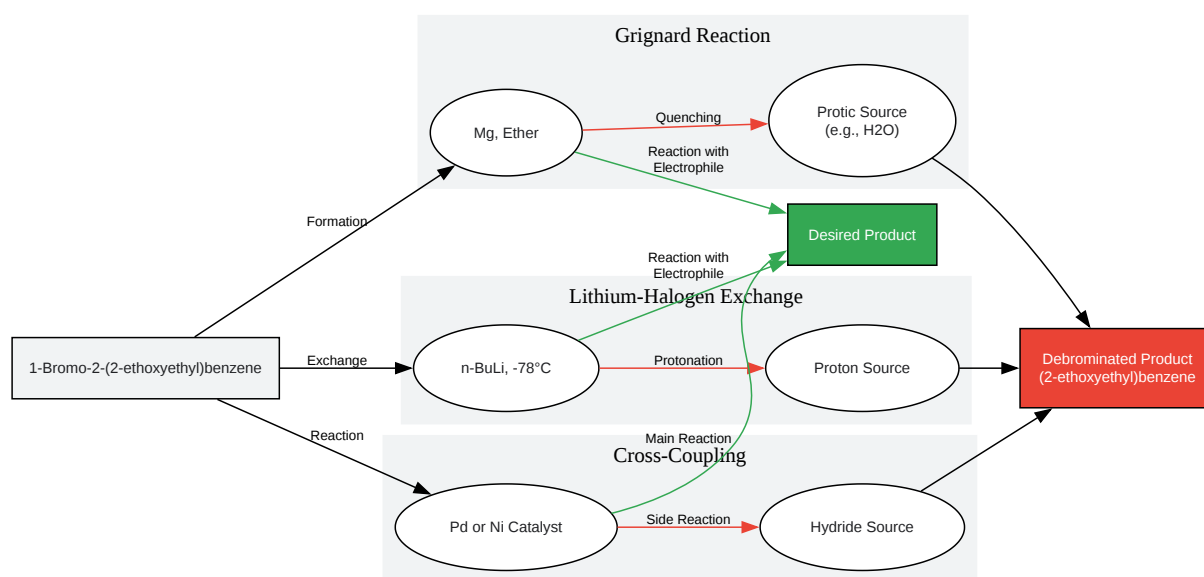 Grignard Reaction
Mg, Ether
Quenching
Protic Source
(e.g., H2O)
Reaction with
Electrophile
Formation
Desired Product
Reaction with
Electrophile
Lithium-Halogen Exchange
1-Bromo-2-(2-ethoxyethyl)benzene
Exchange
n-BuLi, -78°C
Protonation
Proton Source
Debrominated Product
(2-ethoxyethyl)benzene
Reaction
Main Reaction
Cross-Coupling
Pd or Ni Catalyst
Side Reaction
Hydride Source